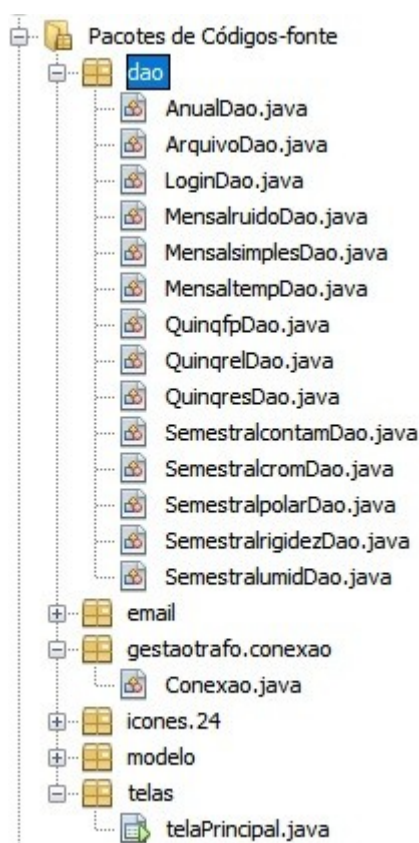 Pacotes de Códigos-fonte
dao
AnualDao.java
ArquivoDao.java
LoginDao.java
MensalruidoDao.java
MensalsimplesDao.java
MensaltempDao.java
QuinqfpDao.java
QuinqrelDao.java
QuinqresDao.java
SemestralcontamDao.java
SemestralcromDao.java
SemestralpolarDao.java
SemestralrigidezDao.java
SemestralumidDao.java
email
gestaotrafo.conexao
Conexao.java
icones.24
modelo
telas
telaPrincipal.java